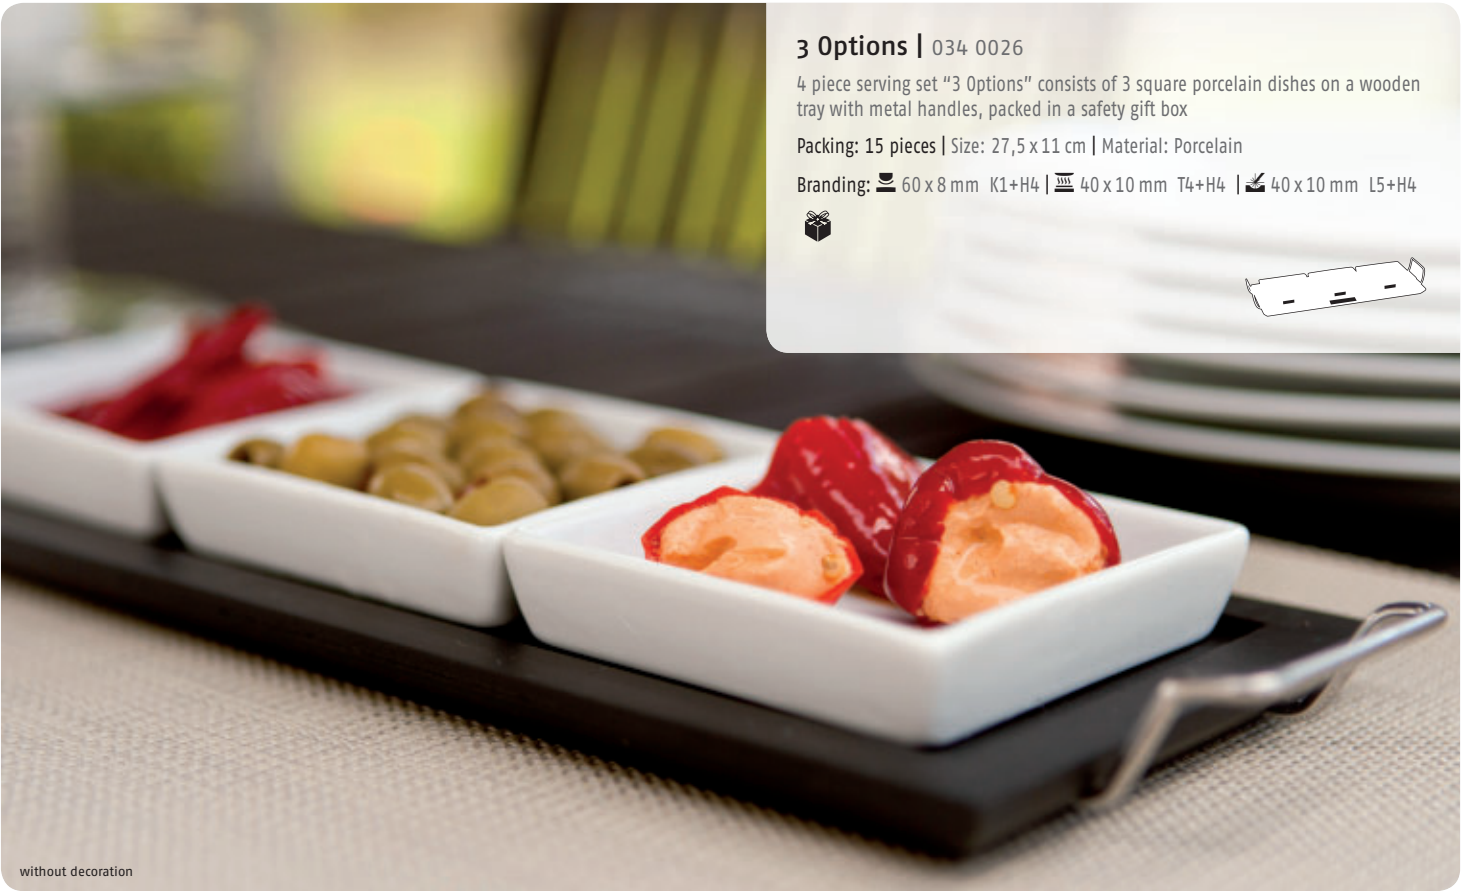 3 Options | 034 0026
4 piece serving set “3 Options” consists of 3 square porcelain dishes on a wooden
tray with metal handles, packed in a safety gift box
Packing: 15 pieces | Size: 27,5 x 11 cm | Material: Porcelain
Branding: 60 x 8 mm K1+H4 | 40 x 10 mm T4+H4 | 40 x 10 mm L5+H4
without decoration